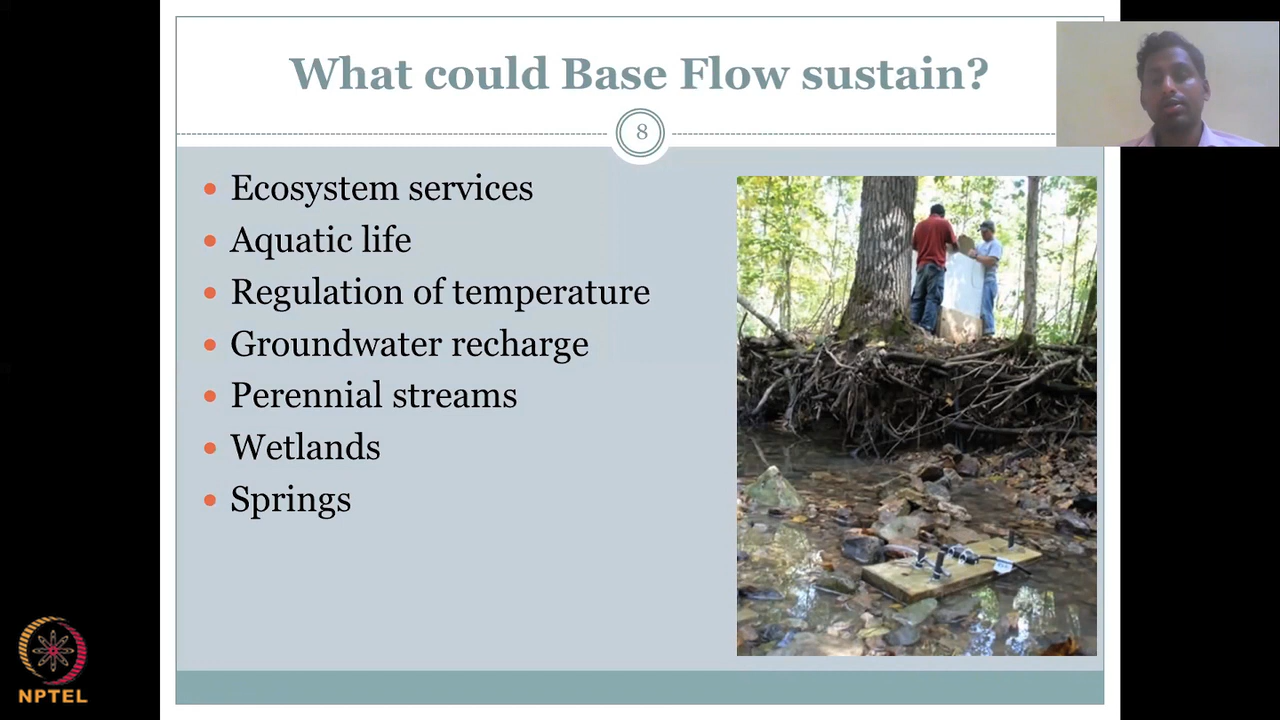 What could Base Flow sustain?
8
Ecosystem services
Aquatic life
Regulation of temperature
Groundwater recharge
Perennial streams
Wetlands
Springs
NPTEL